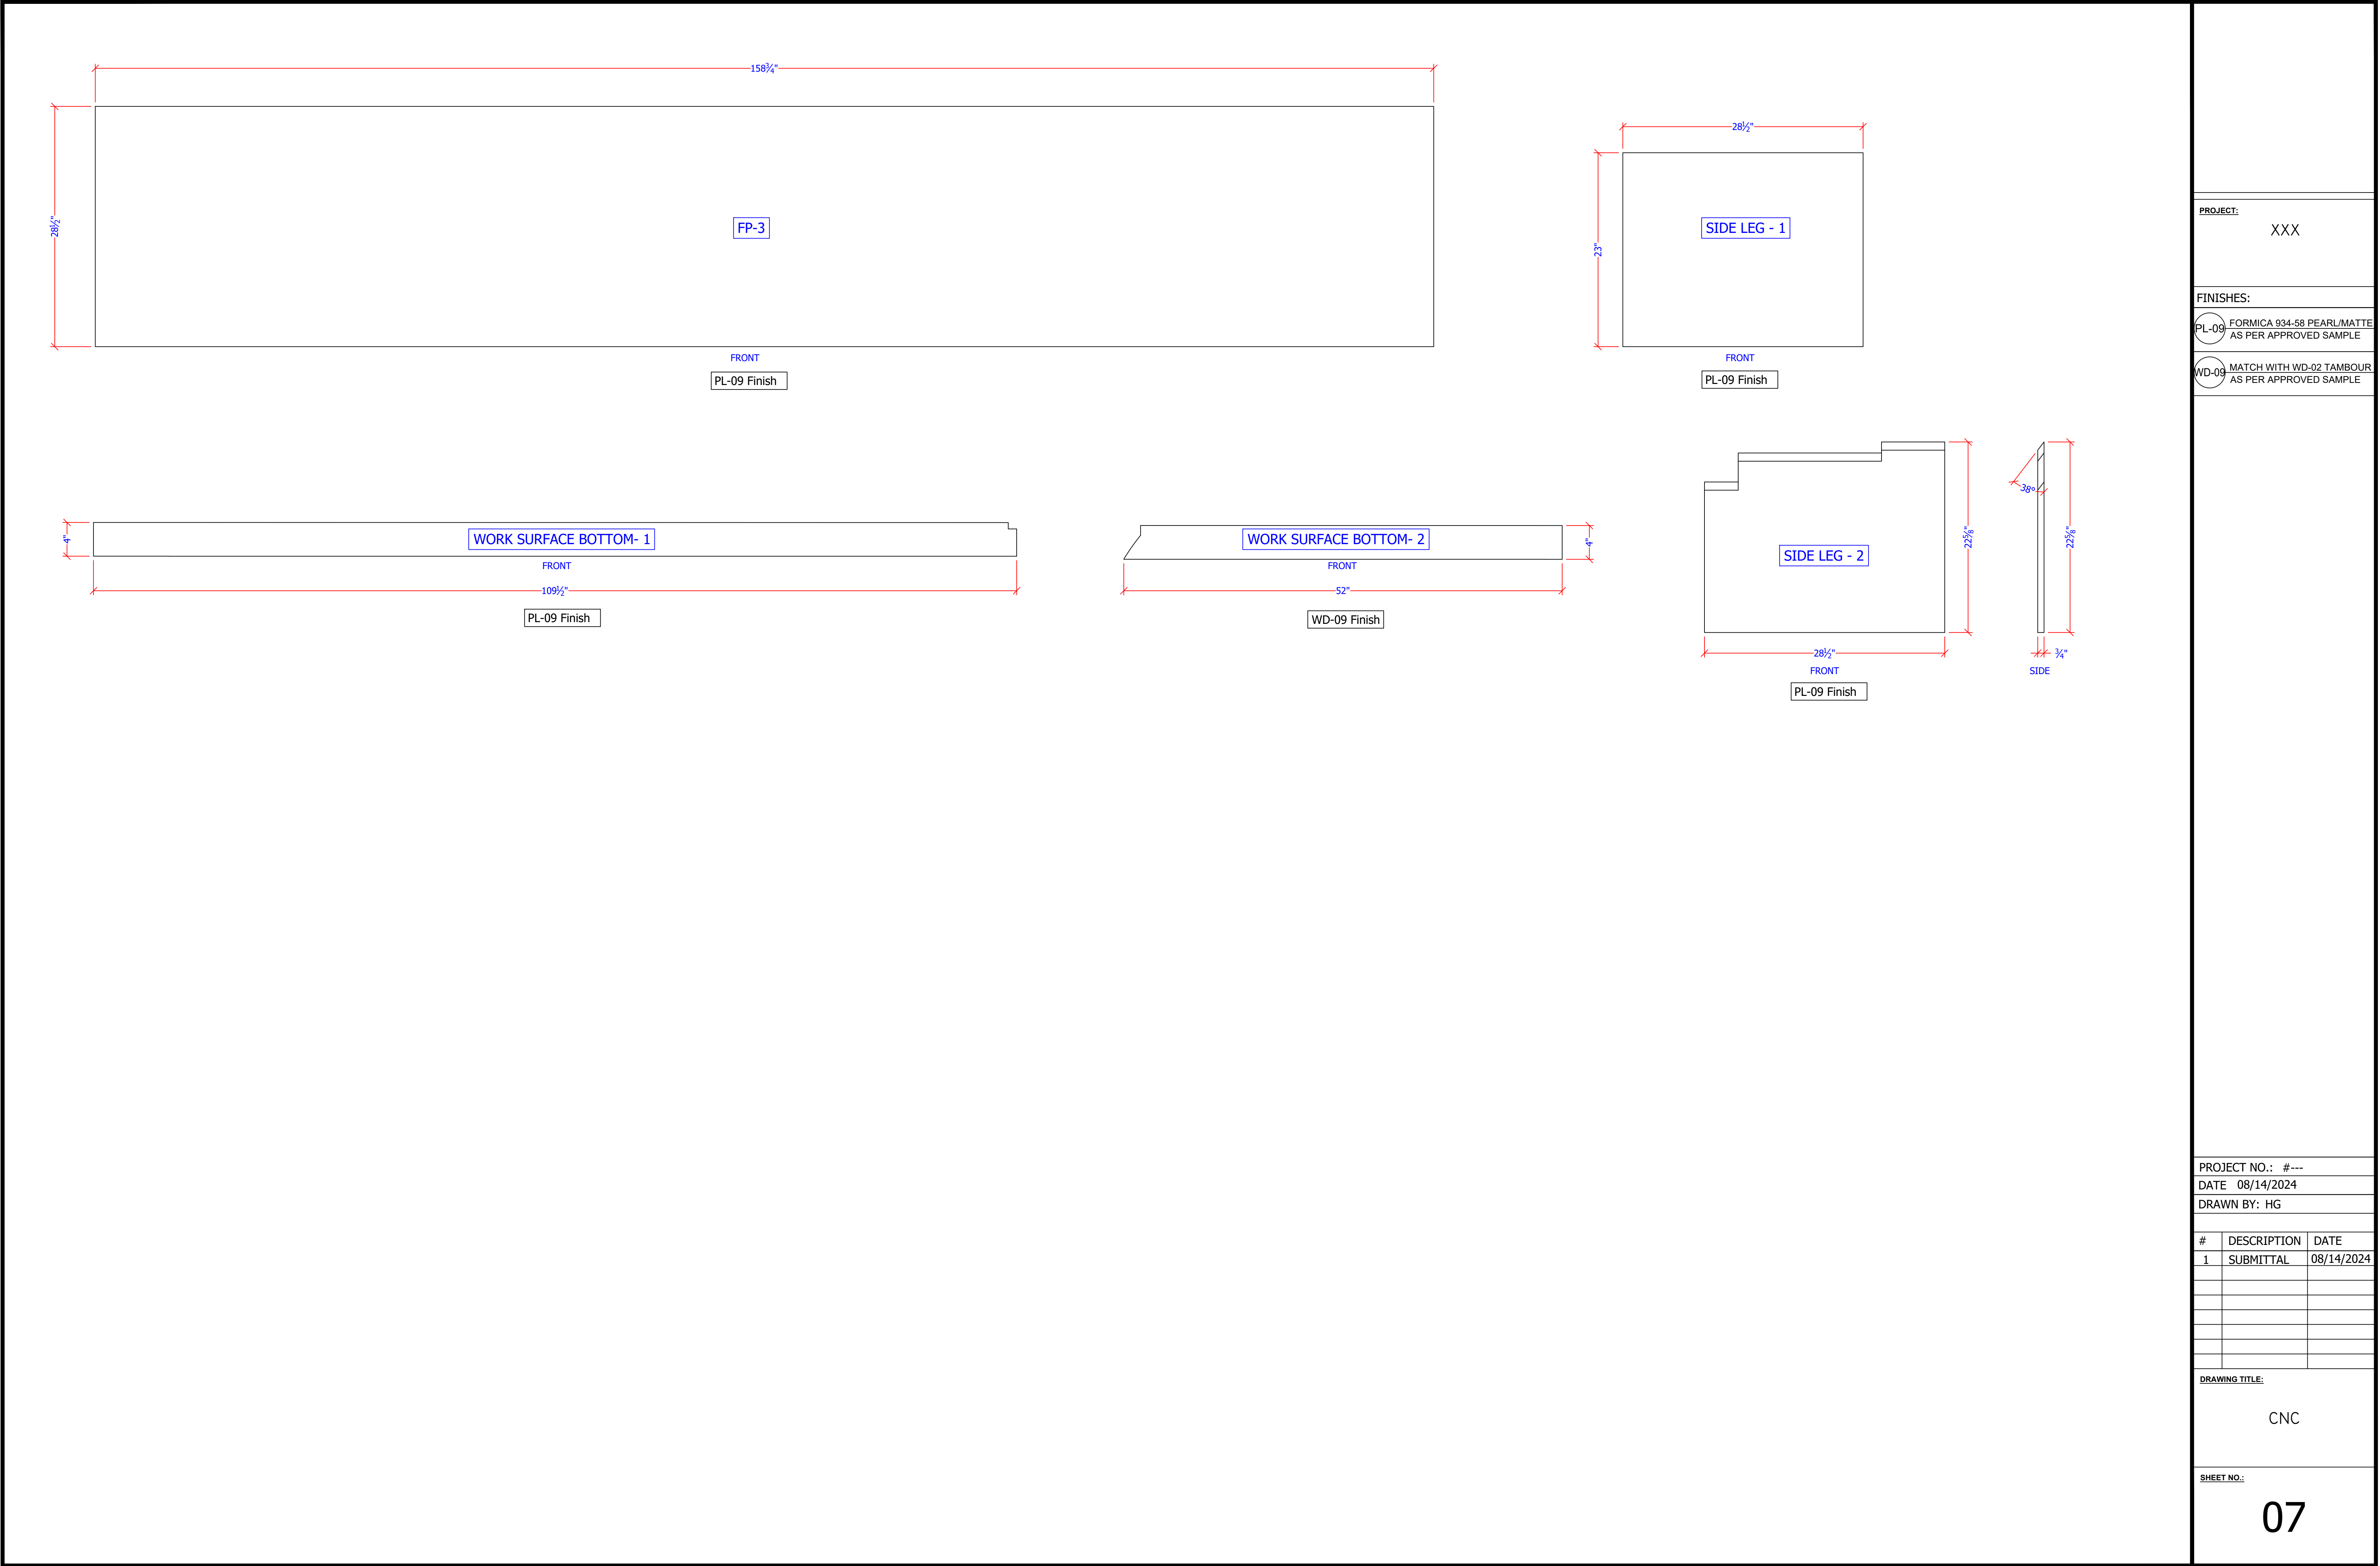 158¾"
28½"
FP-3
FRONT
PL-09 Finish
28½"
23"
SIDE LEG - 1
FRONT
PL-09 Finish
4"
WORK SURFACE BOTTOM- 1
FRONT
109½"
PL-09 Finish
WORK SURFACE BOTTOM- 2
4"
FRONT
52"
WD-09 Finish
SIDE LEG - 2
22⅝"
28½"
FRONT
PL-09 Finish
38°
22⅝"
¾"
SIDE
PROJECT:
XXX
FINISHES:
PL-09
FORMICA 934-58 PEARL/MATTE
AS PER APPROVED SAMPLE
WD-09
MATCH WITH WD-02 TAMBOUR
AS PER APPROVED SAMPLE
PROJECT NO.: #---
DATE 08/14/2024
DRAWN BY: HG
# DESCRIPTION DATE
1 SUBMITTAL 08/14/2024
DRAWING TITLE:
CNC
SHEET NO.:
07